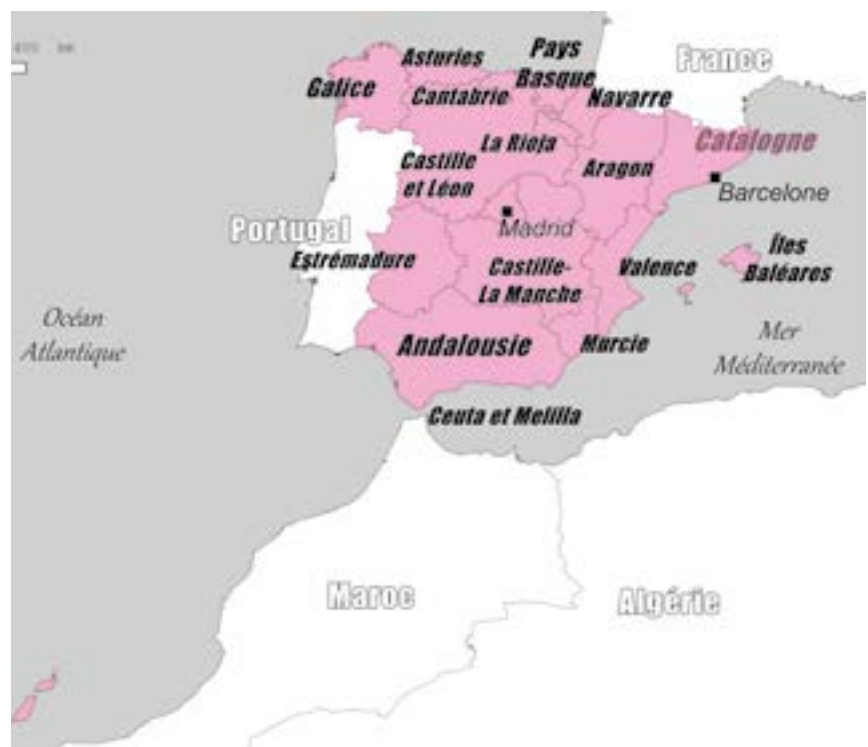 km
Asturies
Pays
Basque
France
Galice
Cantabrie
Navarre
La Rioja
Catalogne
Castille
et Léon
Aragon
Barcelone
Madrid
Portugal
Estrémadure
Castille-
La Manche
Valence
Îles
Baléares
Océan
Atlantique
Andalousie
Murcie
Mer
Méditerranée
Ceuta et Melilla
Maroc
Algérie